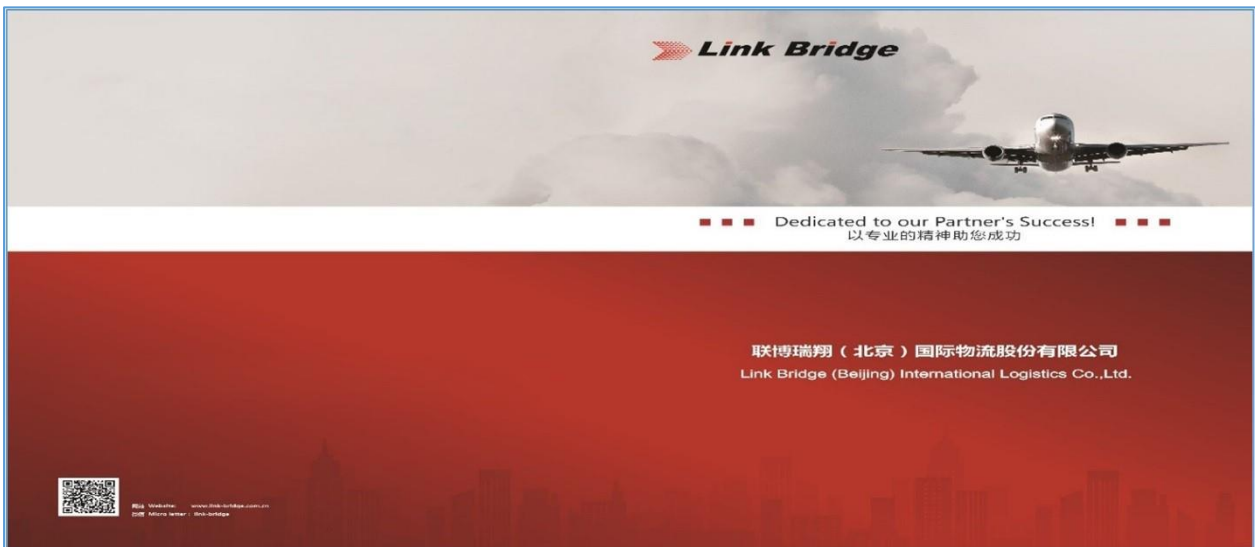 Link Bridge
Dedicated to our Partner's Success!
以专业的精神助您成功
联博瑞翔（北京）国际物流股份有限公司
Link Bridge (Beijing) International Logistics Co.,Ltd.
Website: www.link-bridge.com.cn
Micro letter : link-bridge